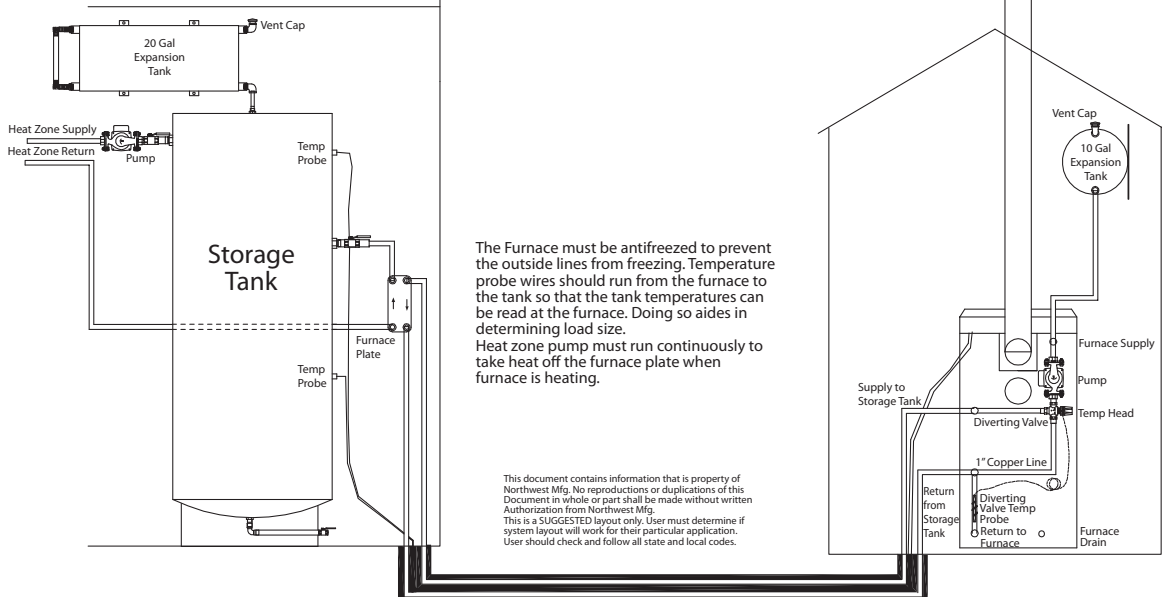 Vent Cap
20 Gal
Expansion
Tank
Heat Zone Supply
Heat Zone Return
Pump
Temp
Probe
Storage
Tank
Furnace
Plate
Temp
Probe
The Furnace must be antifreezed to prevent
the outside lines from freezing. Temperature
probe wires should run from the furnace to
the tank so that the tank temperatures can
be read at the furnace. Doing so aides in
determining load size.
Heat zone pump must run continuously to
take heat off the furnace plate when
furnace is heating.
This document contains information that is property of
Northwest Mfg. No reproductions or duplications of this
Document in whole or part shall be made without written
Authorization from Northwest Mfg.
This is a SUGGESTED layout only. User must determine if
system layout will work for their particular application.
User should check and follow all state and local codes.
Vent Cap
10 Gal
Expansion
Tank
Furnace Supply
Pump
Supply to
Storage Tank
Temp Head
Diverting Valve
1" Copper Line
Return
from
Storage
Tank
Diverting
Valve Temp
Probe
Return to
Furnace
Furnace
Drain